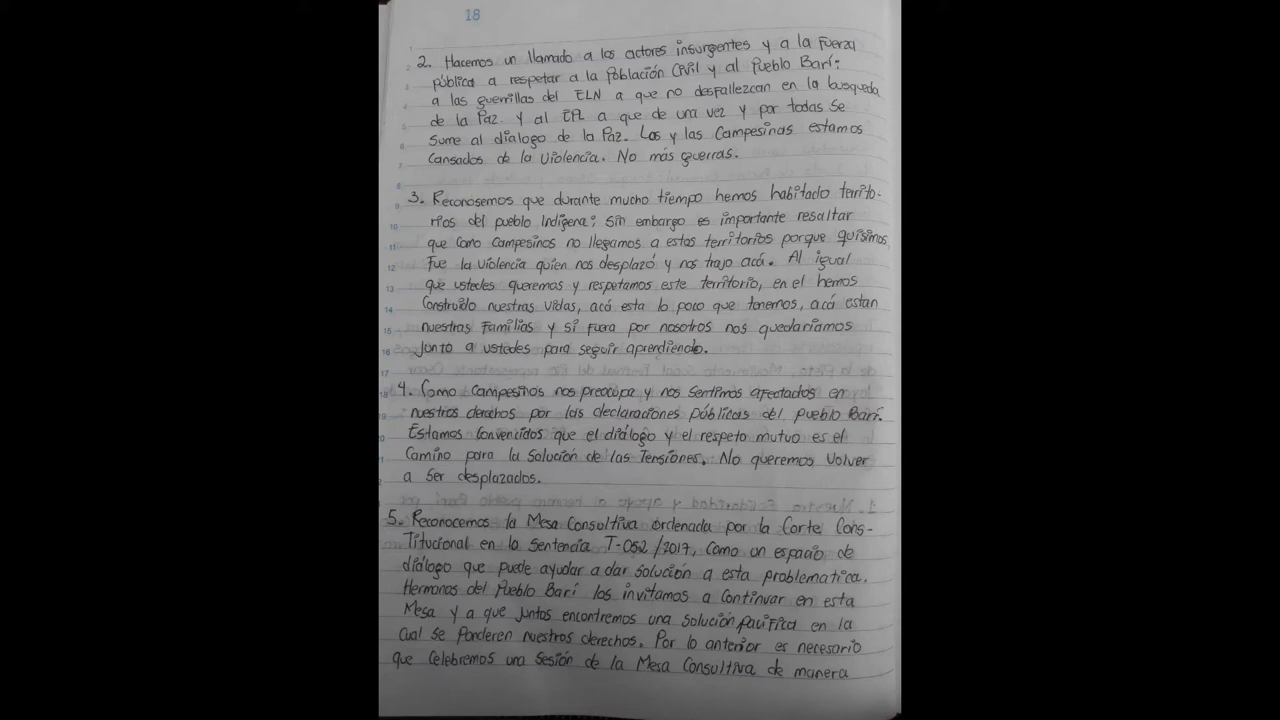 18
2. Hacemos un llamado a los actores insurgentes y a la Fuerza
pública a respetar a la Población Civil y al Pueblo Barí;
a las guerrillas del ELN a que no desfallezcan en la busqueda
de la Paz. Y al EPL a que de una vez y por todas se
sume al dialogo de la Paz. Los y las Campesinas estamos
Cansados de la Violencia. No más guerras.
3. Reconosemos que durante mucho tiempo hemos habitado territo-
rios del pueblo Indígena; Sin embargo es importante resaltar
que como campesinos no llegamos a estos territorios porque quisimos
Fue la violencia quien nos desplazó y nos trajo acá. Al igual
que ustedes queremos y respetamos este territorio, en el hemos
Construido nuestras vidas, acá esta lo poco que tenemos, acá estan
nuestras Familias y si fuera por nosotros nos quedaríamos
junto a ustedes para seguir aprendiendo.
4. Como campesinos nos preocupa y nos sentimos afectados en
nuestros derechos por las declaraciones públicas del pueblo Barí.
Estamos Convencidos que el diálogo y el respeto mutuo es el
Camino para la Solución de las Tensiones. No queremos Volver
a Ser desplazados.
5. Reconocemos la Mesa Consultiva ordenada por la Corte Cons-
Titucional en la Sentencia T-052/2017, Como un espacio de
diálogo que puede ayudar a dar solución a esta problematica.
Hermanos del Pueblo Barí los invitamos a Continuar en esta
Mesa y a que juntos encontremos una solución pacifica en la
Cual se Ponderen nuestros derechos. Por lo anterior es necesario
que Celebremos una Sesión de la Mesa Consultiva de manera